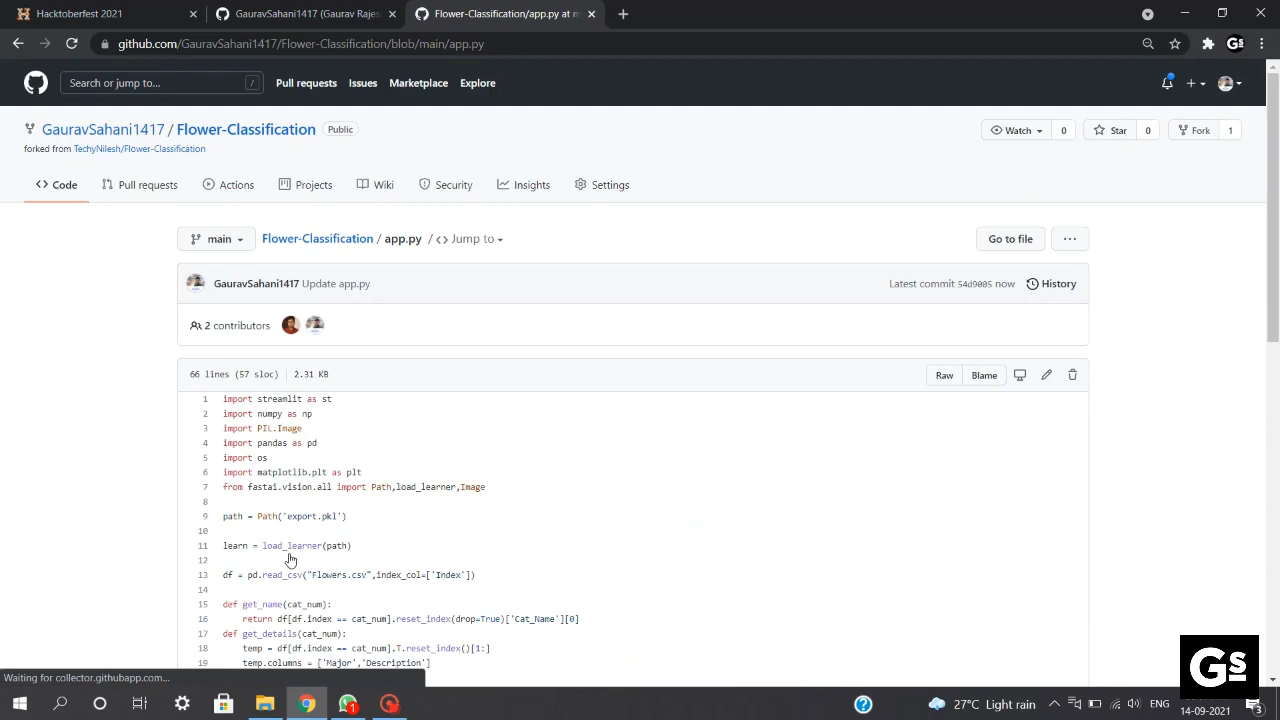 Hacktoberfest 2021
GauravSahani1417 (Gaurav Rajes
Flower-Classification/app.py at m
github.com/GauravSahani1417/Flower-Classification/blob/main/app.py
Gs
Search or jump to... /
Pull requests
Issues
Marketplace
Explore
GauravSahani1417 / Flower-Classification Public
Watch 0
Star 0
Fork 1
forked from TechyNilesh/Flower-Classification
Code
Pull requests
Actions
Projects
Wiki
Security
Insights
Settings
main
Flower-Classification / app.py / <> Jump to
Go to file
...
GauravSahani1417 Update app.py
Latest commit 54d9005 now
History
2 contributors
66 lines (57 sloc) 2.31 KB
Raw
Blame
1 import streamlit as st
2 import numpy as np
3 import PIL.Image
4 import pandas as pd
5 import os
6 import matplotlib.plt as plt
7 from fastai.vision.all import Path,load_learner,Image
8
9 path = Path('export.pkl')
10
11 learn = load_learner(path)
12
13 df = pd.read_csv("Flowers.csv",index_col=['Index'])
14
15 def get_name(cat_num):
16 return df[df.index == cat_num].reset_index(drop=True)['Cat_Name'][0]
17 def get_details(cat_num):
18 temp = df[df.index == cat_num].T.reset_index()[1:]
19 temp.columns = ['Major','Description']
Waiting for collector.githubapp.com...
Gs
1
?
27°C Light rain
ENG
14-09-2021
3